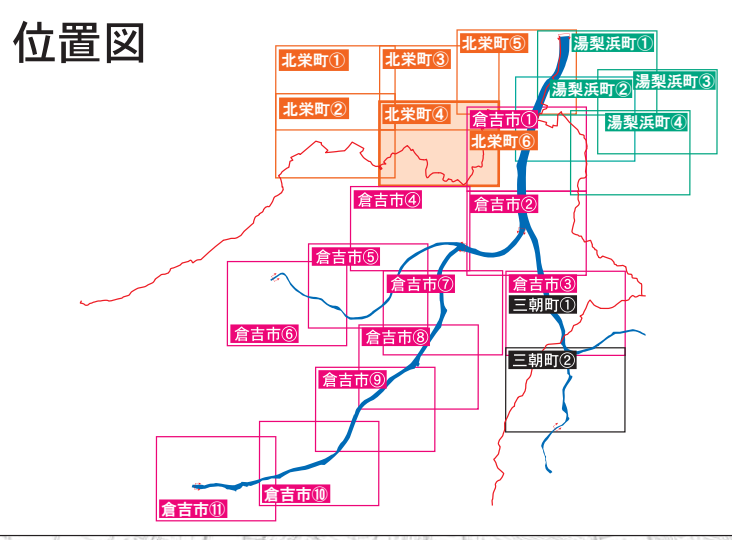 位置図
北栄町⑤
湯梨浜町①
北栄町①
北栄町③
湯梨浜町③
湯梨浜町②
北栄町②
北栄町④
倉吉市①
湯梨浜町④
北栄町⑥
倉吉市④
倉吉市②
倉吉市⑤
倉吉市⑦
倉吉市③
三朝町①
倉吉市⑥
倉吉市⑧
三朝町②
倉吉市⑨
倉吉市⑩
倉吉市⑪